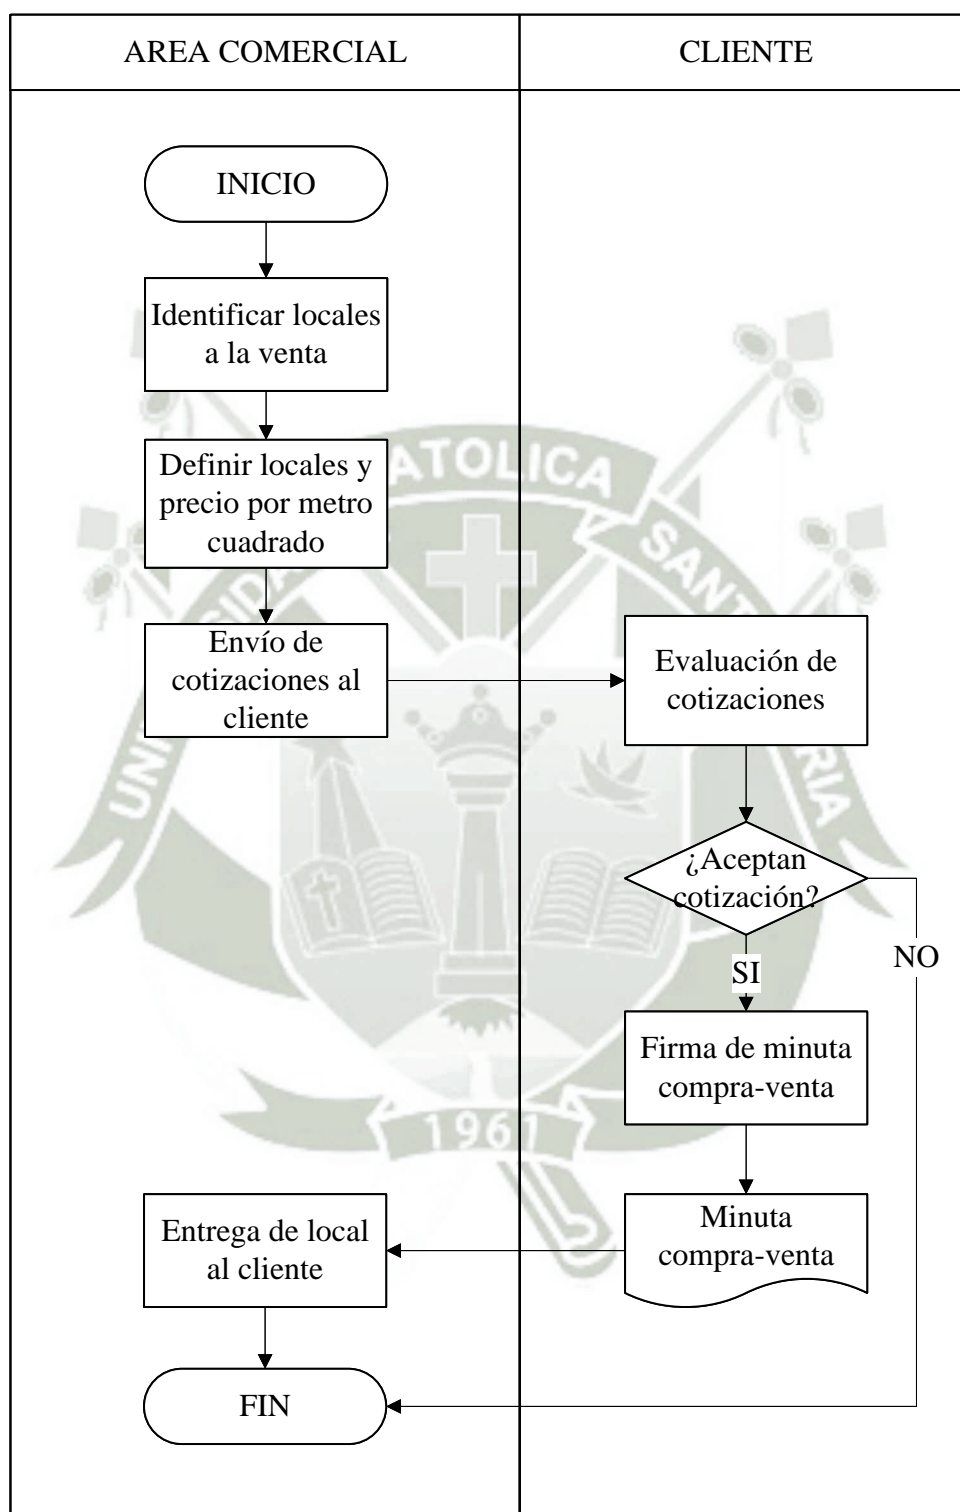 AREA COMERCIAL
CLIENTE
INICIO
Identificar locales
a la venta
Definir locales y
precio por metro
cuadrado
Envío de
cotizaciones al
cliente
Evaluación de
cotizaciones
¿Aceptan
cotización?
NO
SI
Firma de minuta
compra-venta
Minuta
compra-venta
Entrega de local
al cliente
FIN
1961